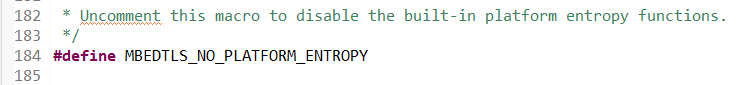 182 * Uncomment this macro to disable the built-in platform entropy functions.
183 */
184 #define MBEDTLS_NO_PLATFORM_ENTROPY
185